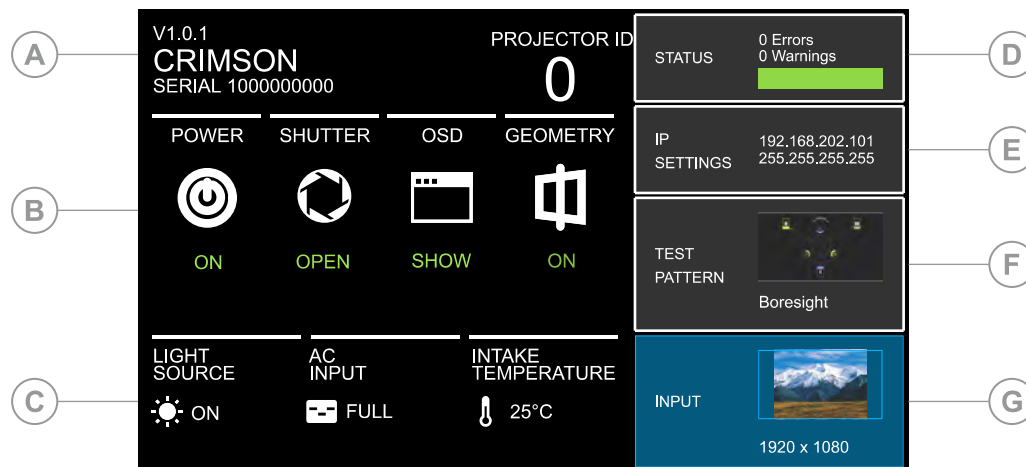 A
V1.0.1
CRIMSON
SERIAL 1000000000
PROJECTOR ID
0
STATUS
0 Errors
0 Warnings
D
IP
SETTINGS
192.168.202.101
255.255.255.255
E
B
POWER
ON
SHUTTER
OPEN
OSD
SHOW
GEOMETRY
ON
TEST
PATTERN
Boresight
F
C
LIGHT
SOURCE
ON
AC
INPUT
FULL
INTAKE
TEMPERATURE
25°C
INPUT
1920 x 1080
G